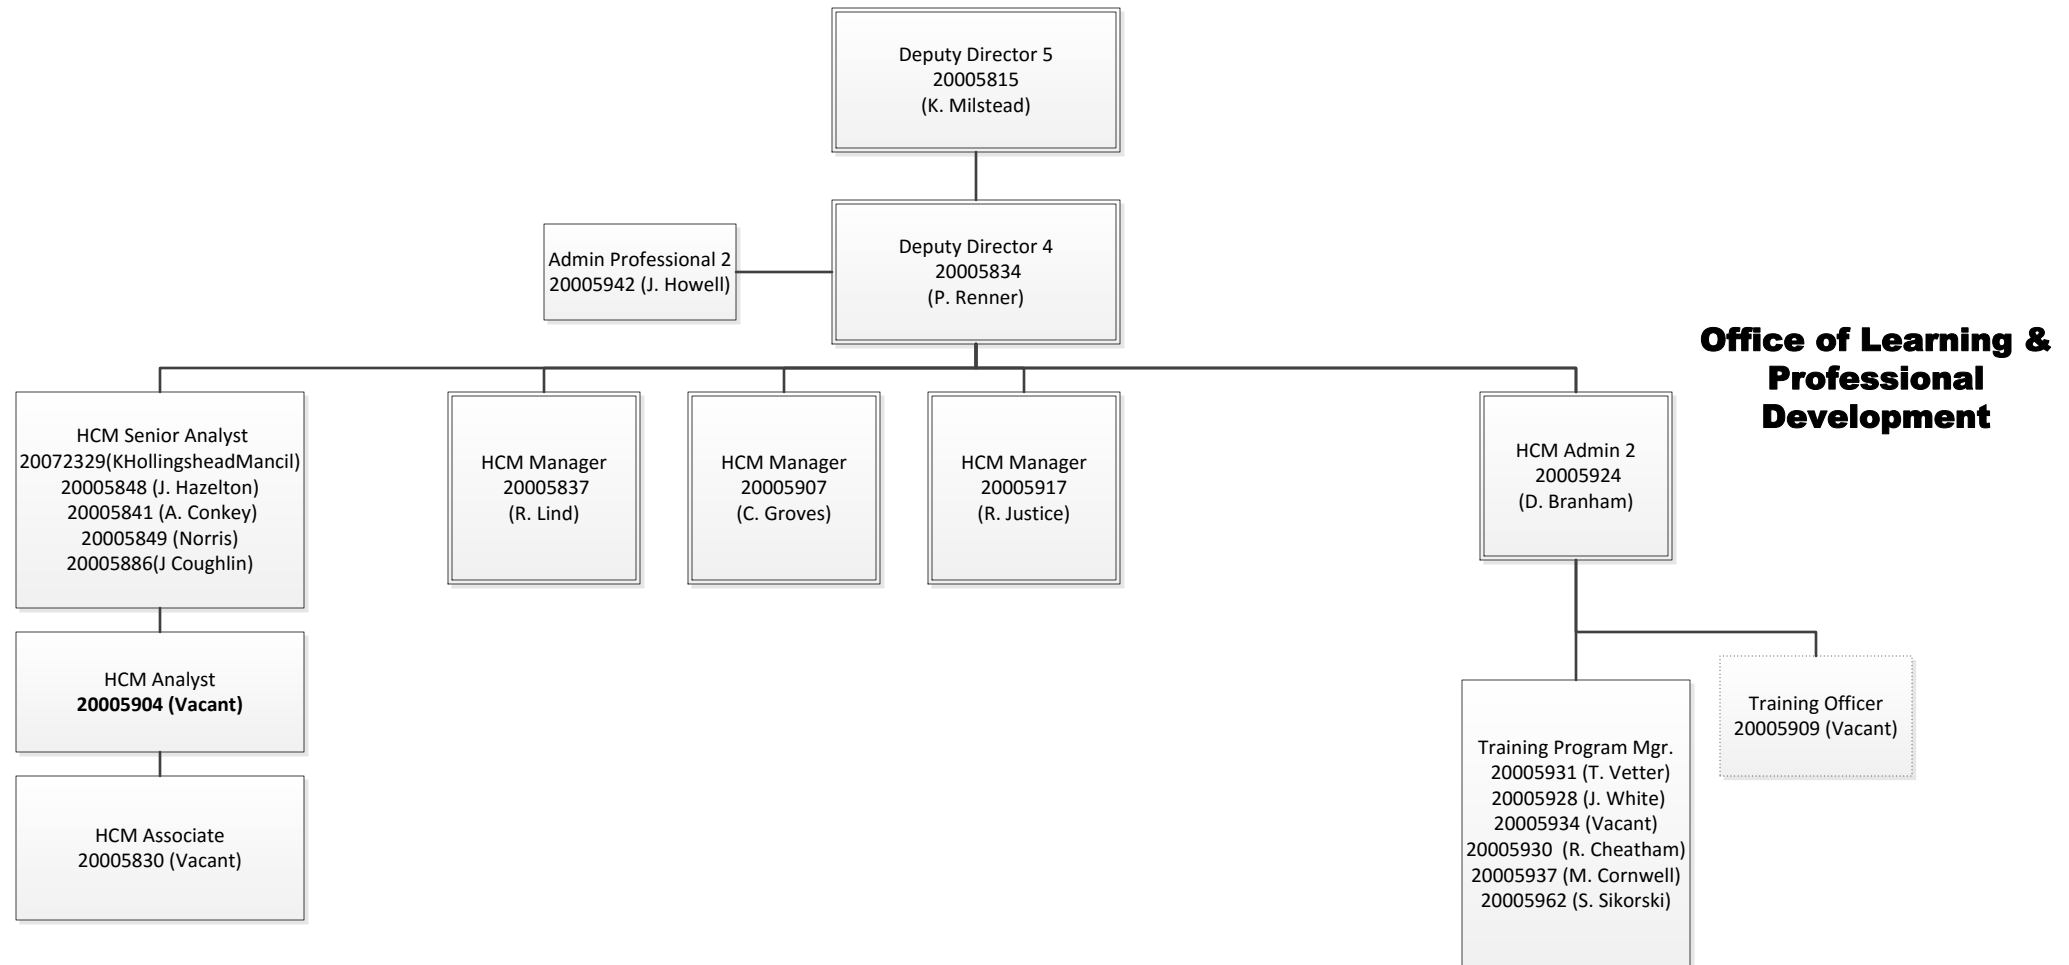 Deputy Director 5
20005815
(K. Milstead)
Deputy Director 4
20005834
(P. Renner)
Admin Professional 2
20005942 (J. Howell)
Office of Learning &
Professional
Development
HCM Senior Analyst
20072329(KHollingsheadMancil)
20005848 (J. Hazelton)
20005841 (A. Conkey)
20005849 (Norris)
20005886(J Coughlin)
HCM Manager
20005837
(R. Lind)
HCM Manager
20005907
(C. Groves)
HCM Manager
20005917
(R. Justice)
HCM Admin 2
20005924
(D. Branham)
HCM Analyst
20005904 (Vacant)
HCM Associate
20005830 (Vacant)
Training Program Mgr.
20005931 (T. Vetter)
20005928 (J. White)
20005934 (Vacant)
20005930  (R. Cheatham)
20005937 (M. Cornwell)
20005962 (S. Sikorski)
Training Officer
20005909 (Vacant)